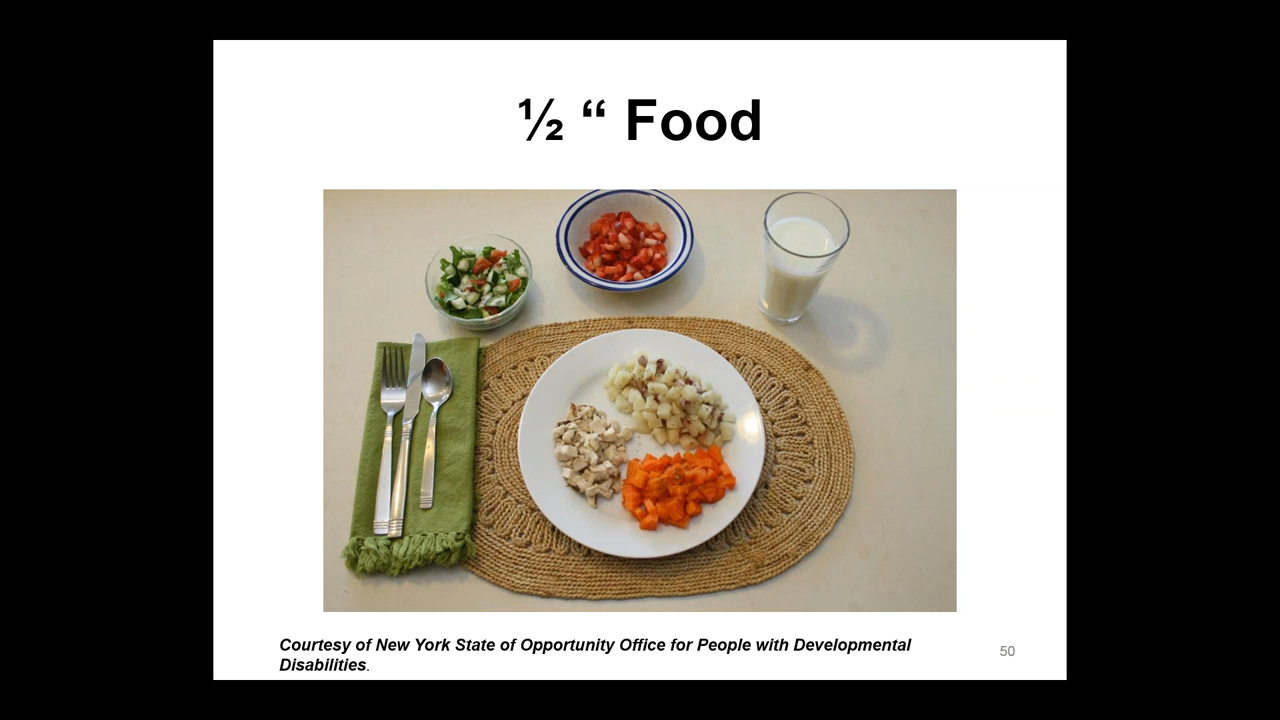 ½ “ Food
Courtesy of New York State of Opportunity Office for People with Developmental
Disabilities.
50